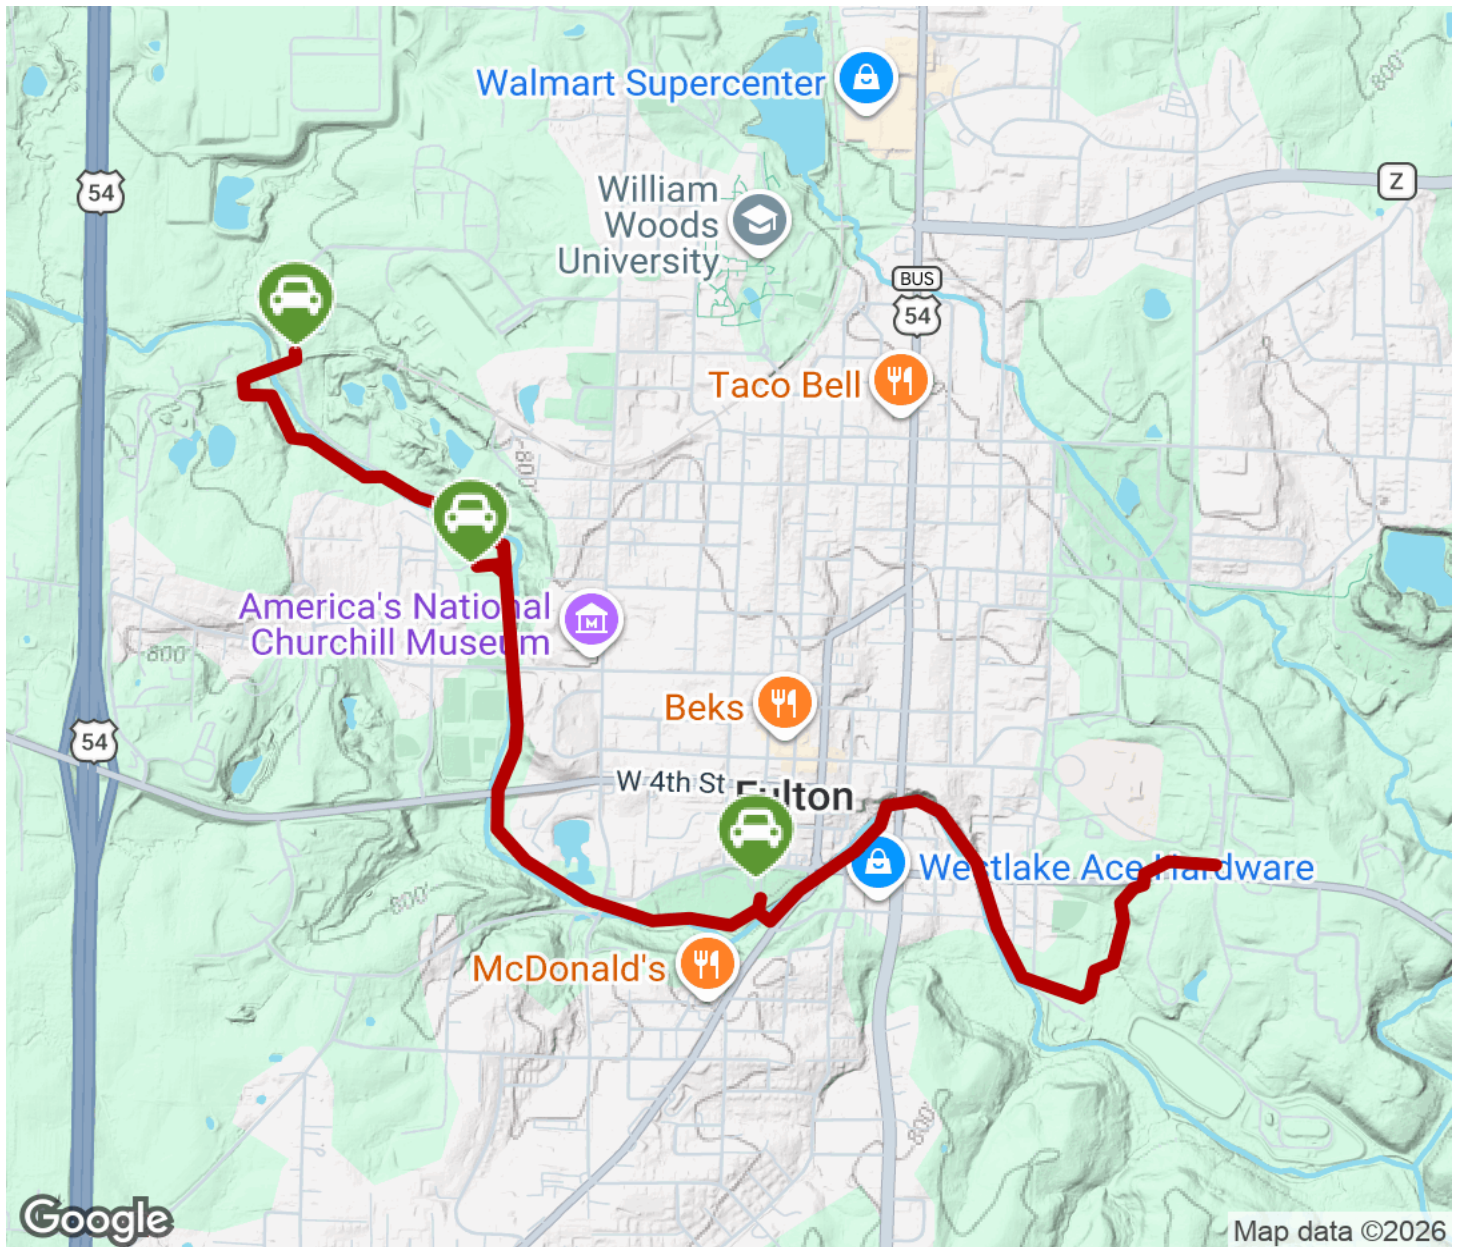 Walmart Supercenter
800'
54
Z
William
Woods
University
BUS
54
Taco Bell
800'
America's National
Churchill Museum
800'
Beks
54
W 4th St
Fulton
Westlake Ace Hardware
800'
McDonald's
800'
Google
Map data ©2026